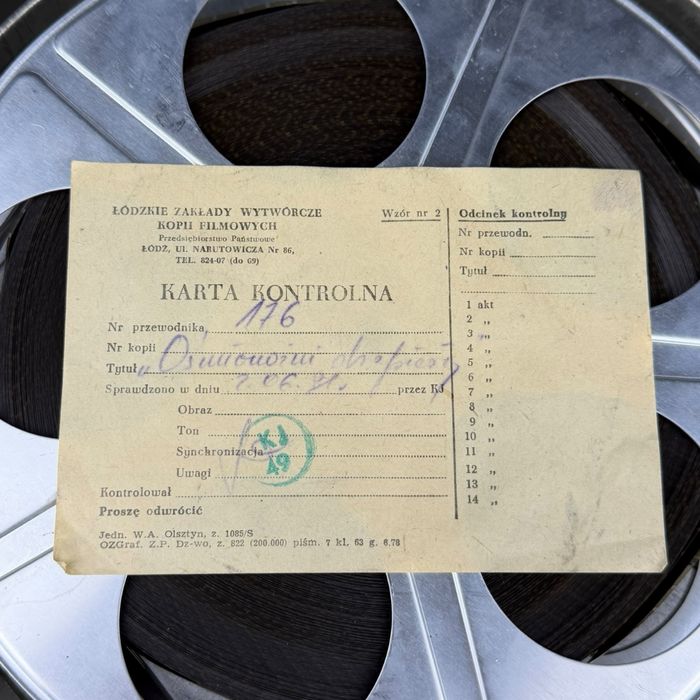 ŁÓDZKIE ZAKŁADY WYTWÓRCZE
KOPII FILMOWYCH
Przedsiębiorstwo Państwowe
ŁÓDŹ, UL. NARUTOWICZA Nr 86,
TEL. 824-07 (do 69)
Wzór nr 2
KARTA KONTROLNA
Nr przewodnika 176
Nr kopii
Tytuł "Ośmionożni
Sprawdzono w dniu 2.06. przez KJ
Obraz
Ton
Synchronizacja
Uwagi
KJ
49
Kontrolował
Proszę odwrócić
Jedn. W.A. Olsztyn, z. 1085/S
OZGraf. Z.P. Dz-wo, z. 822 (200.000) piśm. 7 kl. 63 g. 6.78
Odcinek kontrolny
Nr przewodn.
Nr kopii
Tytuł
1 akt
2 „
3 „
4 „
5 „
6 „
7 „
8 „
9 „
10 „
11 „
12 „
13 „
14 „